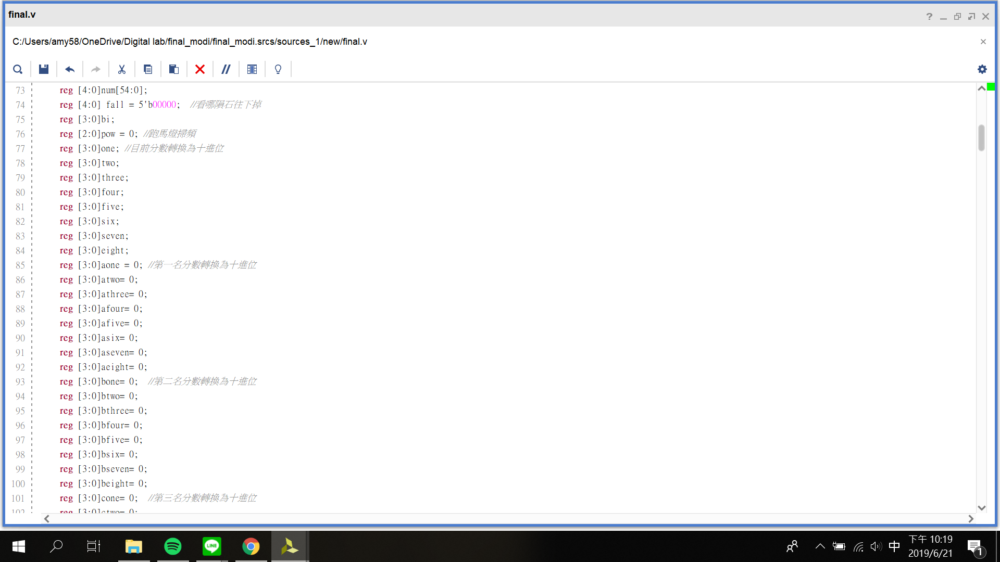 final.v
C:/Users/amy58/OneDrive/Digital lab/final_modi/final_modi.srcs/sources_1/new/final.v
73 reg [4:0]num[54:0];
74 reg [4:0] fall = 5'b00000; //看哪隕石往下掉
75 reg [3:0]bi;
76 reg [2:0]pow = 0; //跑馬燈掃頻
77 reg [3:0]one; //目前分數轉換為十進位
78 reg [3:0]two;
79 reg [3:0]three;
80 reg [3:0]four;
81 reg [3:0]five;
82 reg [3:0]six;
83 reg [3:0]seven;
84 reg [3:0]eight;
85 reg [3:0]aone = 0; //第一名分數轉換為十進位
86 reg [3:0]atwo= 0;
87 reg [3:0]athree= 0;
88 reg [3:0]afour= 0;
89 reg [3:0]afive= 0;
90 reg [3:0]asix= 0;
91 reg [3:0]aseven= 0;
92 reg [3:0]aeight= 0;
93 reg [3:0]bone= 0; //第二名分數轉換為十進位
94 reg [3:0]btwo= 0;
95 reg [3:0]bthree= 0;
96 reg [3:0]bfour= 0;
97 reg [3:0]bfive= 0;
98 reg [3:0]bsix= 0;
99 reg [3:0]bseven= 0;
100 reg [3:0]beight= 0;
101 reg [3:0]cone= 0; //第三名分數轉換為十進位
102 reg [3:0]ctwo= 0;
LINE
中
下午 10:19
2019/6/21
1